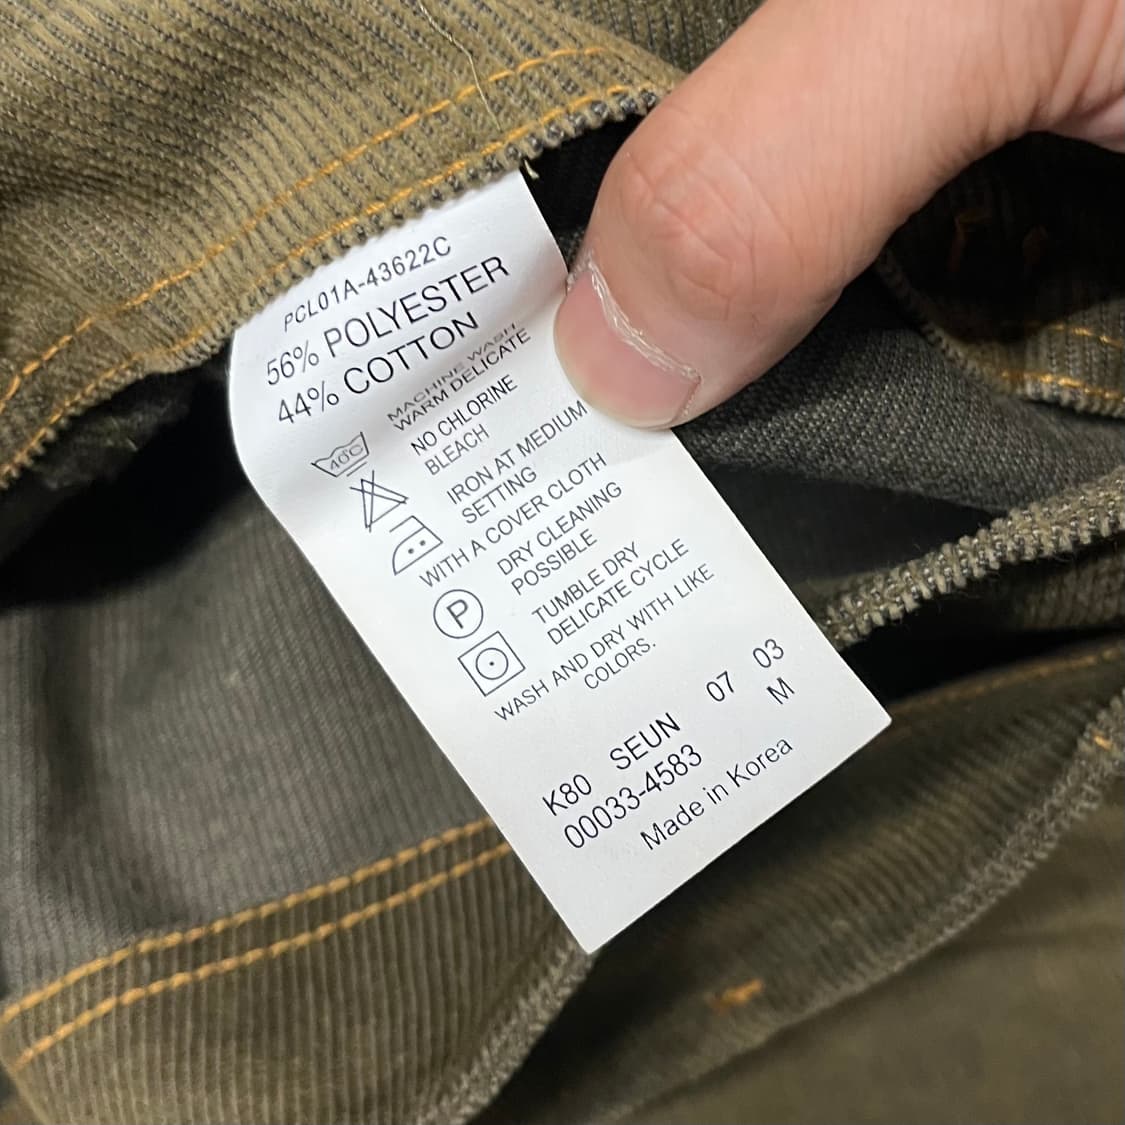 PCL01A-43622C
56% POLYESTER
44% COTTON
MACHINE WASH
WARM DELICATE
40°C
NO CHLORINE
BLEACH
IRON AT MEDIUM
SETTING
WITH A COVER CLOTH
DRY CLEANING
POSSIBLE
P
TUMBLE DRY
DELICATE CYCLE
WASH AND DRY WITH LIKE
COLORS.
K80 SEUN 07 03
00033-4583 M
Made in Korea